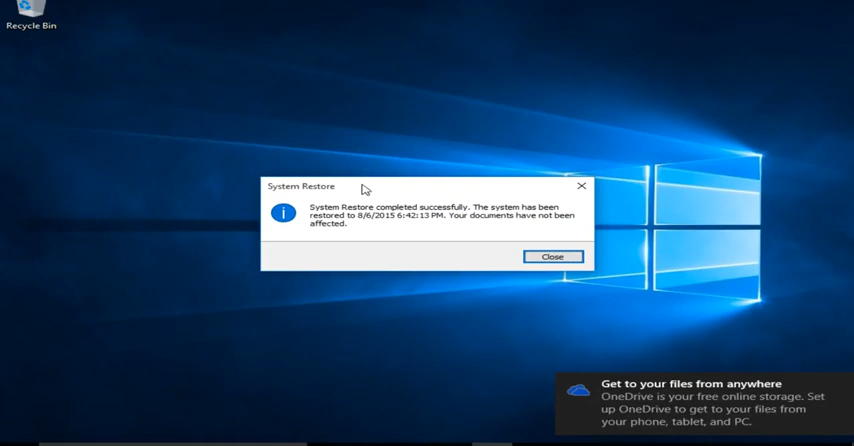 Recycle Bin
System Restore
System Restore completed successfully. The system has been
restored to 8/6/2015 6:42:13 PM. Your documents have not been
affected.
Close
Get to your files from anywhere
OneDrive is your free online storage. Set
up OneDrive to get to your files from
your phone, tablet, and PC.